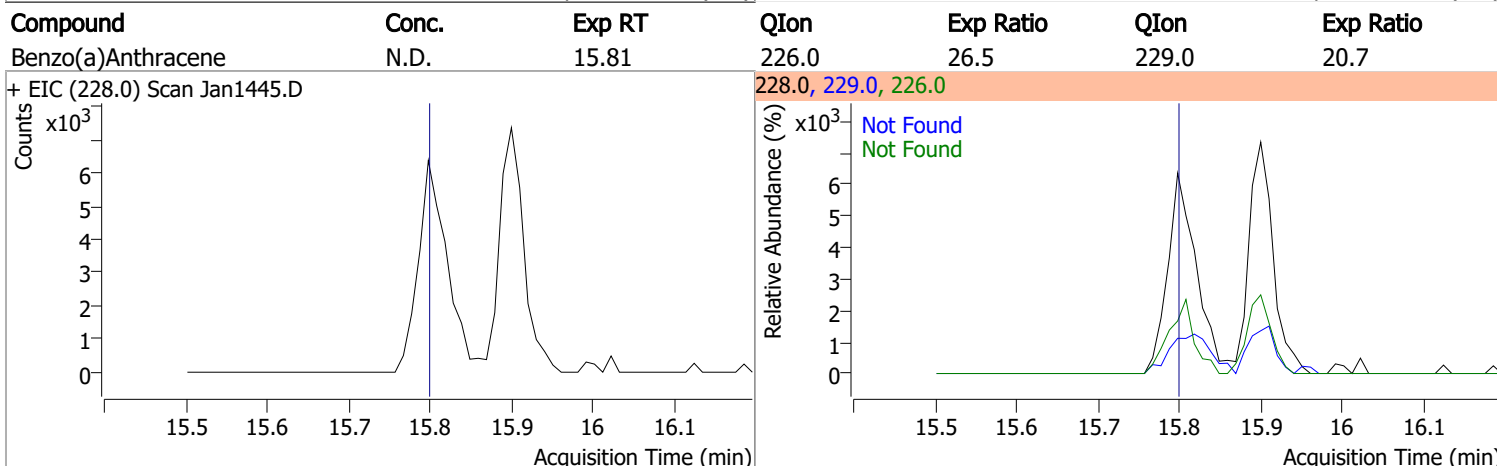 Compound Conc. Exp RT QIon Exp Ratio QIon Exp Ratio
Benzo(a)Anthracene N.D. 15.81 226.0 26.5 229.0 20.7
+ EIC (228.0) Scan Jan1445.D
Counts
x10³
6
5
4
3
2
1
0
15.5 15.6 15.7 15.8 15.9 16 16.1
Acquisition Time (min)
228.0, 229.0, 226.0
Relative Abundance (%)
x10³
Not Found
Not Found
6
5
4
3
2
1
0
15.5 15.6 15.7 15.8 15.9 16 16.1
Acquisition Time (min)